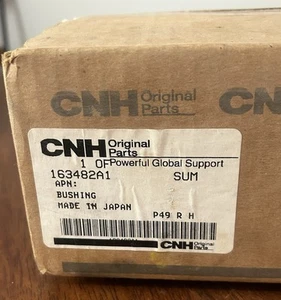 CNH Original Parts
CNH Original Parts
1 OF Powerful Global Support
163482A1 SUM
APN:
BUSHING
MADE IN JAPAN
P49 R H
CNH Original Parts